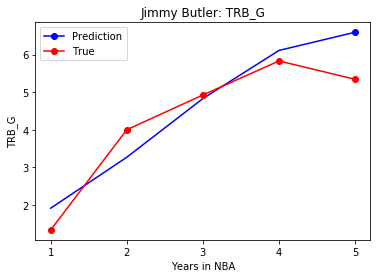 Jimmy Butler: TRB_G
Prediction
True
TRB_G
6
5
4
3
2
1 2 3 4 5
Years in NBA